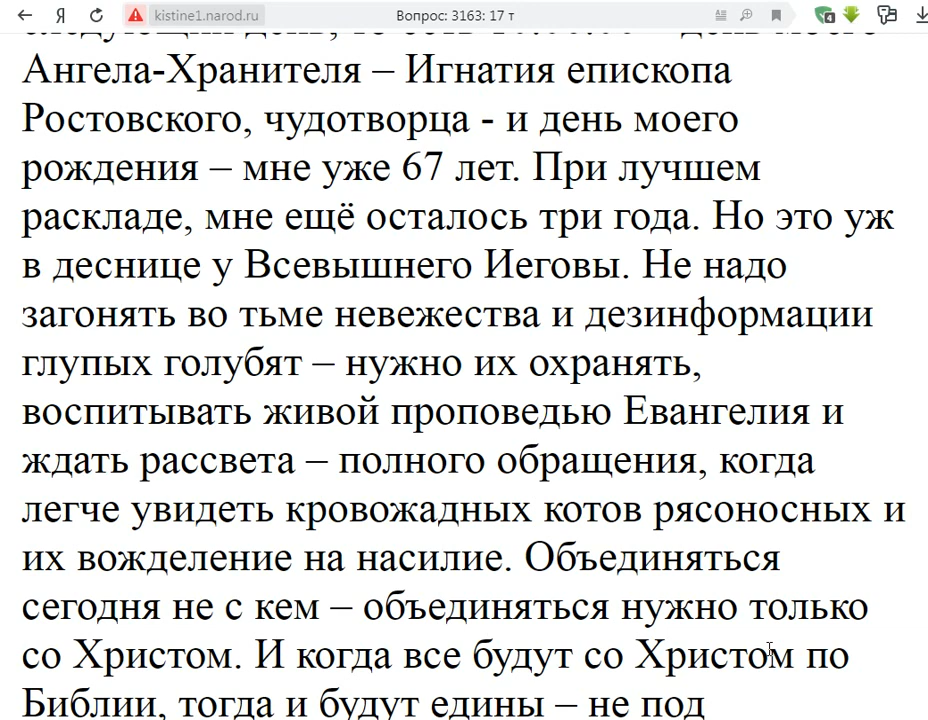 kistine1.narod.ru
Вопрос: 3163: 17 т
Ангела-Хранителя – Игнатия епископа
Ростовского, чудотворца - и день моего
рождения – мне уже 67 лет. При лучшем
раскладе, мне ещё осталось три года. Но это уж
в деснице у Всевышнего Иеговы. Не надо
загонять во тьме невежества и дезинформации
глупых голубят – нужно их охранять,
воспитывать живой проповедью Евангелия и
ждать рассвета – полного обращения, когда
легче увидеть кровожадных котов рясоносных и
их вожделение на насилие. Объединяться
сегодня не с кем – объединяться нужно только
со Христом. И когда все будут со Христом по
Библии, тогда и будут едины – не под